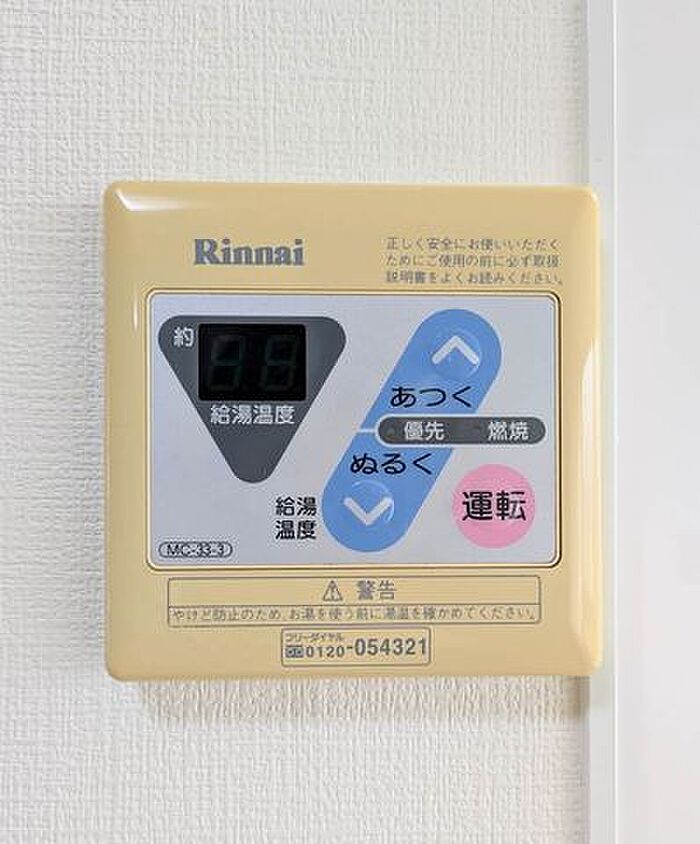 Rinnai
正しく安全にお使いいただく
ためにご使用の前に必ず取扱
説明書をよくお読みください。
約
給湯温度
あつく
優先 燃焼
ぬるく
給湯
温度
運転
MC-33-3
警告
やけど防止のため、お湯を使う前に湯温を確かめてください。
フリーダイヤル
0120-054321